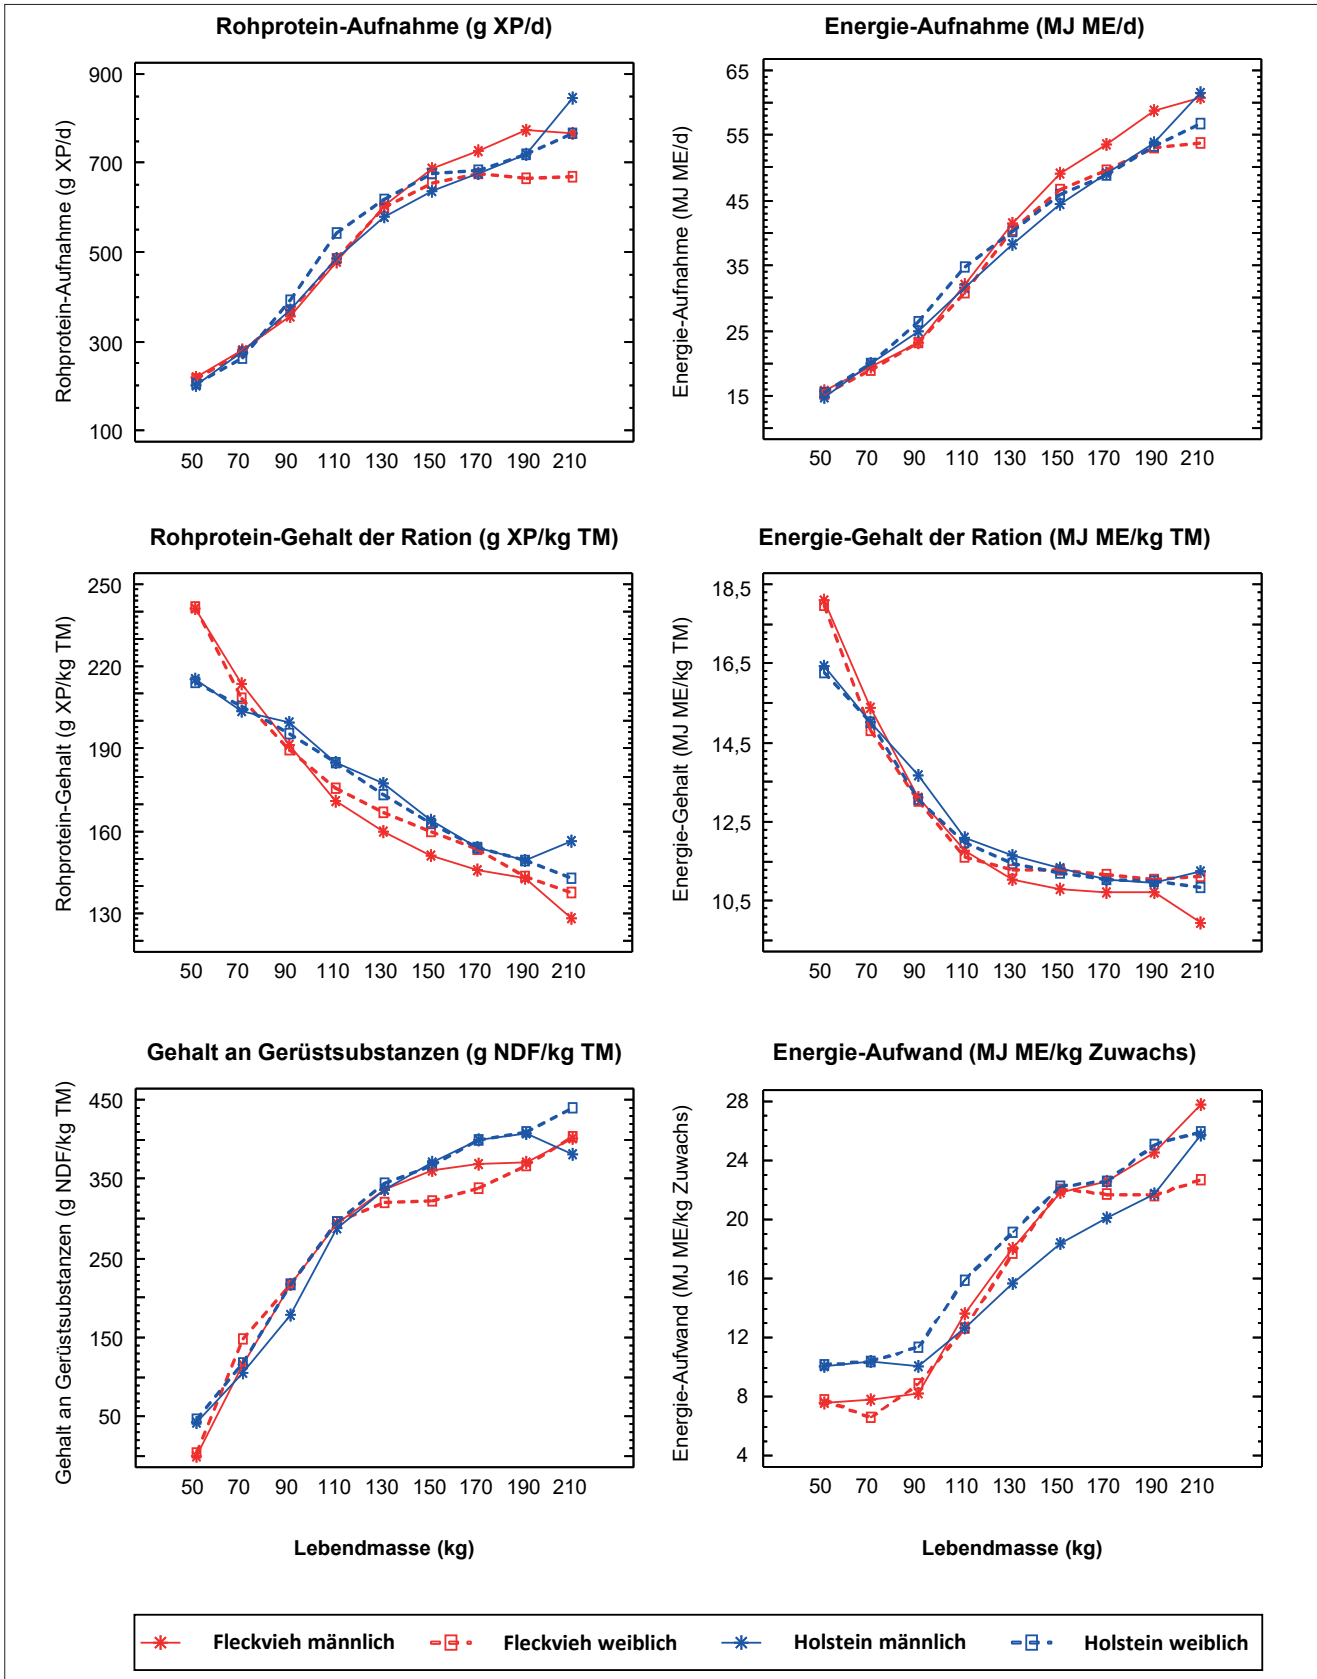 Rohprotein-Aufnahme (g XP/d)
Rohprotein-Aufnahme (g XP/d)
900
700
500
300
100
50 70 90 110 130 150 170 190 210
Energie-Aufnahme (MJ ME/d)
Energie-Aufnahme (MJ ME/d)
65
55
45
35
25
15
50 70 90 110 130 150 170 190 210
Rohprotein-Gehalt der Ration (g XP/kg TM)
Rohprotein-Gehalt (g XP/kg TM)
250
220
190
160
130
50 70 90 110 130 150 170 190 210
Energie-Gehalt der Ration (MJ ME/kg TM)
Energie-Gehalt (MJ ME/kg TM)
18,5
16,5
14,5
12,5
10,5
50 70 90 110 130 150 170 190 210
Gehalt an Gerüstsubstanzen (g NDF/kg TM)
Gehalt an Gerüstsubstanzen (g NDF/kg TM)
450
350
250
150
50
50 70 90 110 130 150 170 190 210
Lebendmasse (kg)
Energie-Aufwand (MJ ME/kg Zuwachs)
Energie-Aufwand (MJ ME/kg Zuwachs)
28
24
20
16
12
8
4
50 70 90 110 130 150 170 190 210
Lebendmasse (kg)
Fleckvieh männlich Fleckvieh weiblich Holstein männlich Holstein weiblich